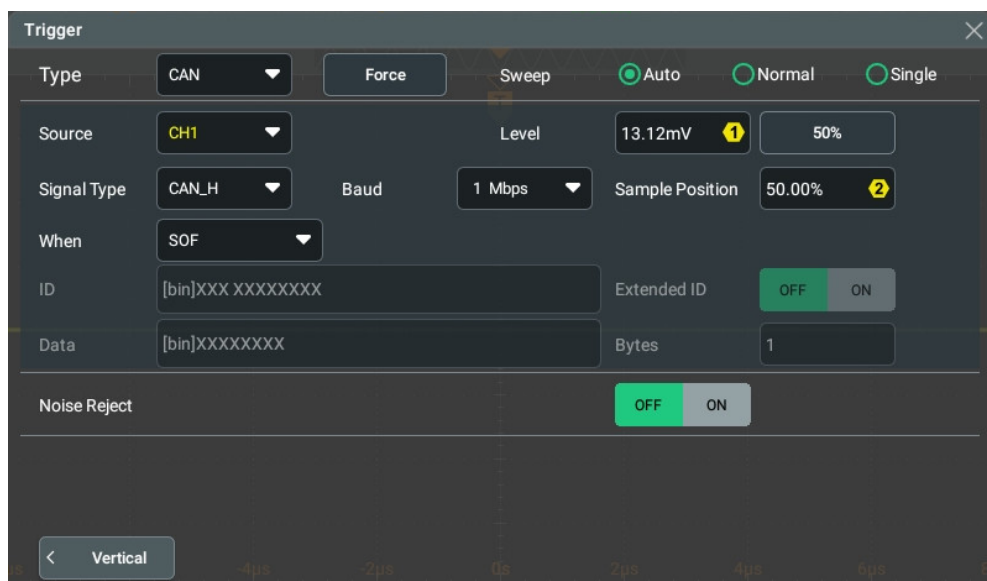 Trigger
Type CAN Force Sweep Auto Normal Single
T
Source CH1 Level 13.12mV 1 50%
Signal Type CAN_H Baud 1 Mbps Sample Position 50.00% 2
When SOF
ID [bin]XXX XXXXXXXX Extended ID OFF ON
Data [bin]XXXXXXXX Bytes 1
Noise Reject OFF ON
< Vertical
-4µs -2µs 0s 2µs 4µs 6µs